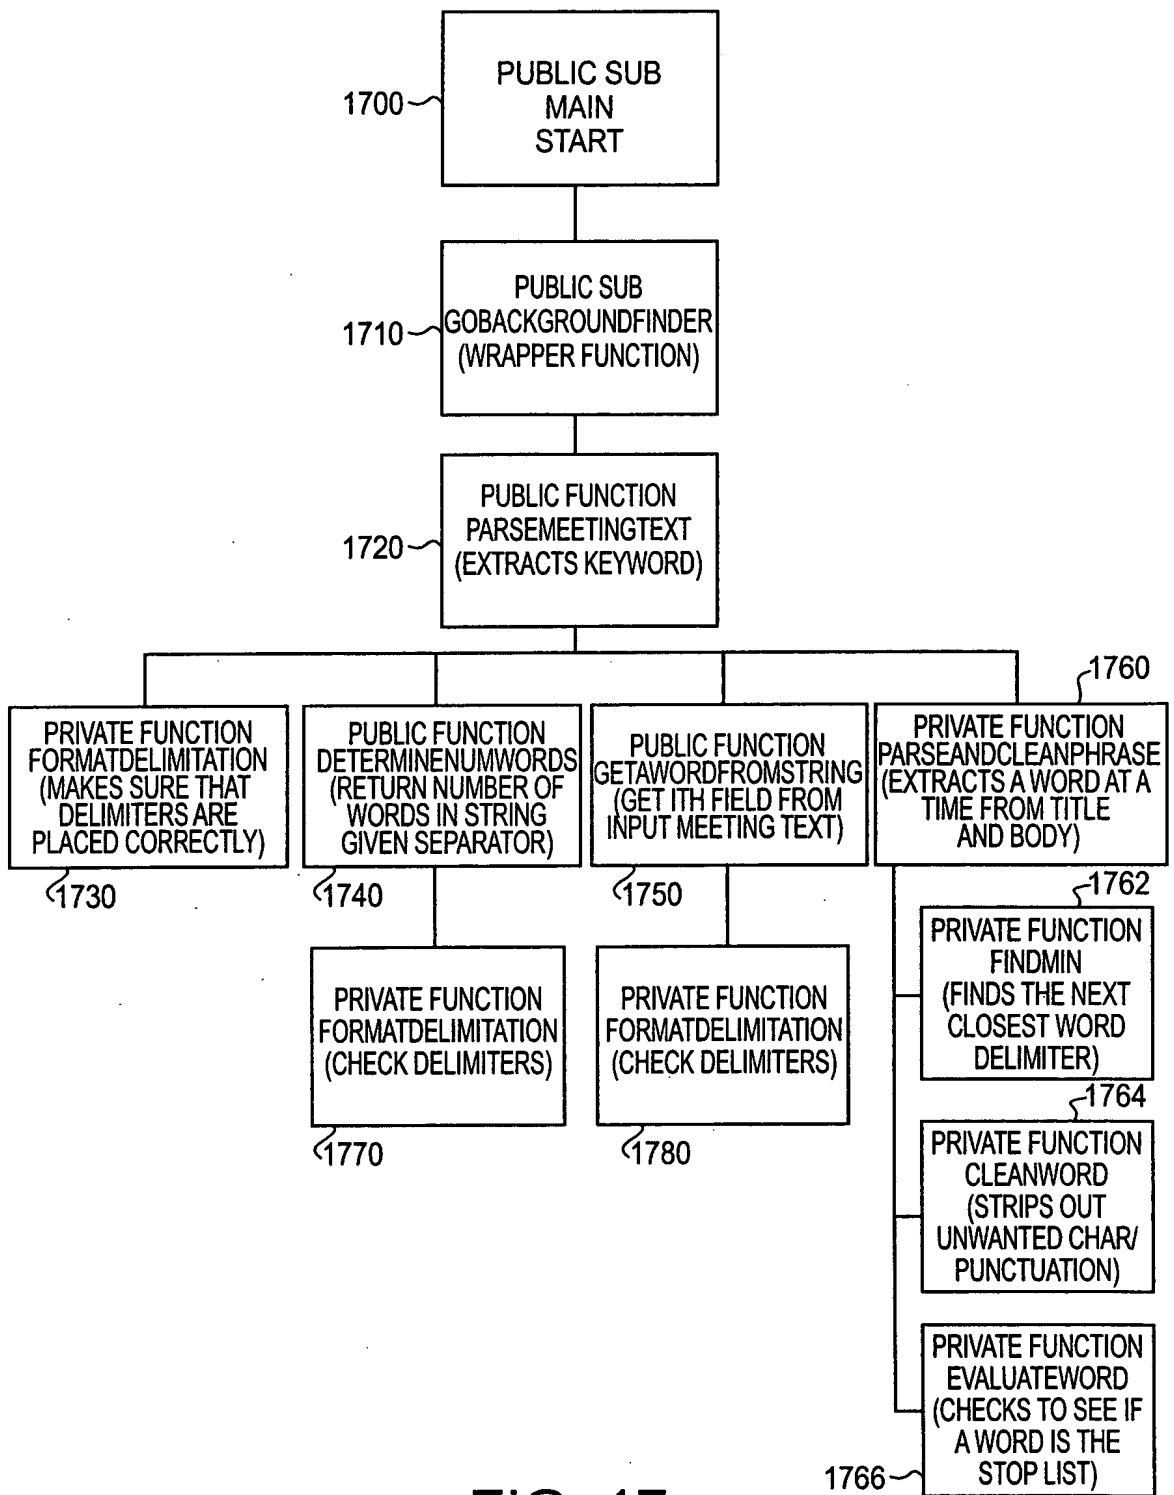 PUBLIC SUB
MAIN
START
1700
PUBLIC SUB
GOBACKGROUNDFINDER
(WRAPPER FUNCTION)
1710
PUBLIC FUNCTION
PARSEMEETINGTEXT
(EXTRACTS KEYWORD)
1720
PRIVATE FUNCTION
FORMATDELIMITATION
(MAKES SURE THAT
DELIMITERS ARE
PLACED CORRECTLY)
1730
PUBLIC FUNCTION
DETERMINENUMWORDS
(RETURN NUMBER OF
WORDS IN STRING
GIVEN SEPARATOR)
1740
PUBLIC FUNCTION
GETAWORDFROMSTRING
(GET ITH FIELD FROM
INPUT MEETING TEXT)
1750
1760
PRIVATE FUNCTION
PARSEANDCLEANPHRASE
(EXTRACTS A WORD AT A
TIME FROM TITLE
AND BODY)
PRIVATE FUNCTION
FORMATDELIMITATION
(CHECK DELIMITERS)
1770
PRIVATE FUNCTION
FORMATDELIMITATION
(CHECK DELIMITERS)
1780
1762
PRIVATE FUNCTION
FINDMIN
(FINDS THE NEXT
CLOSEST WORD
DELIMITER)
1764
PRIVATE FUNCTION
CLEANWORD
(STRIPS OUT
UNWANTED CHAR/
PUNCTUATION)
PRIVATE FUNCTION
EVALUATEWORD
(CHECKS TO SEE IF
A WORD IS THE
STOP LIST)
1766